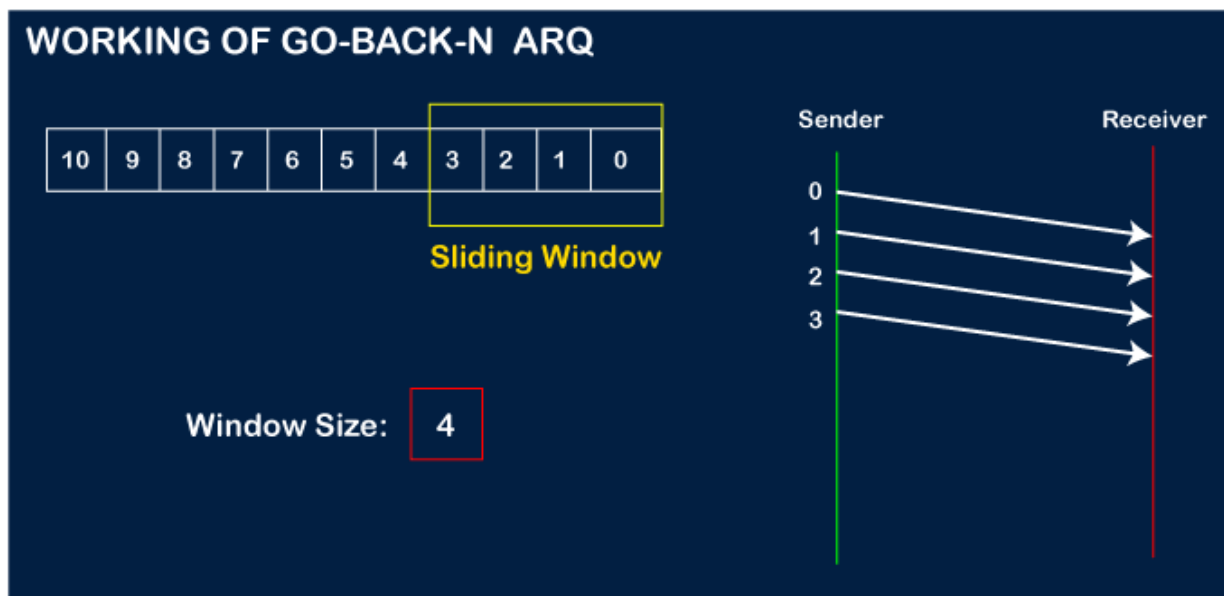 WORKING OF GO-BACK-N ARQ
10 9 8 7 6 5 4 3 2 1 0
Sliding Window
Window Size: 4
Sender Receiver
0
1
2
3